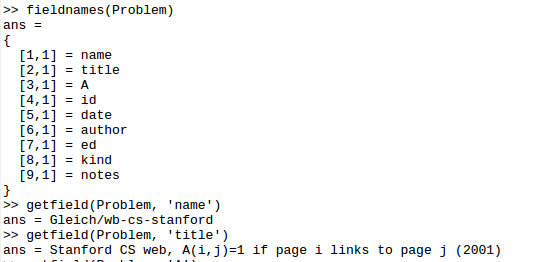 >> fieldnames(Problem)
ans =
{
  [1,1] = name
  [2,1] = title
  [3,1] = A
  [4,1] = id
  [5,1] = date
  [6,1] = author
  [7,1] = ed
  [8,1] = kind
  [9,1] = notes
}
>> getfield(Problem, 'name')
ans = Gleich/wb-cs-stanford
>> getfield(Problem, 'title')
ans = Stanford CS web, A(i,j)=1 if page i links to page j (2001)